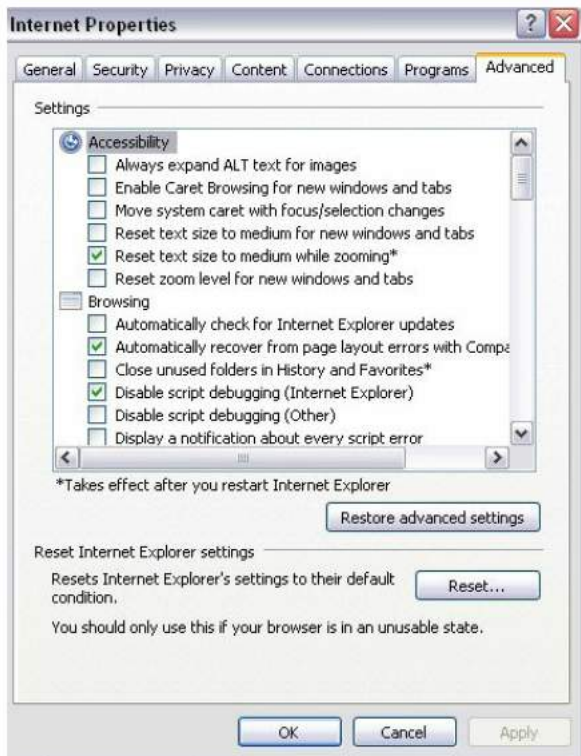 Internet Properties
General Security Privacy Content Connections Programs Advanced
Settings
Accessibility
Always expand ALT text for images
Enable Caret Browsing for new windows and tabs
Move system caret with focus/selection changes
Reset text size to medium for new windows and tabs
Reset text size to medium while zooming*
Reset zoom level for new windows and tabs
Browsing
Automatically check for Internet Explorer updates
Automatically recover from page layout errors with Compa
Close unused folders in History and Favorites*
Disable script debugging (Internet Explorer)
Disable script debugging (Other)
Display a notification about every script error
*Takes effect after you restart Internet Explorer
Restore advanced settings
Reset Internet Explorer settings
Resets Internet Explorer's settings to their default
condition.
Reset...
You should only use this if your browser is in an unusable state.
OK Cancel Apply